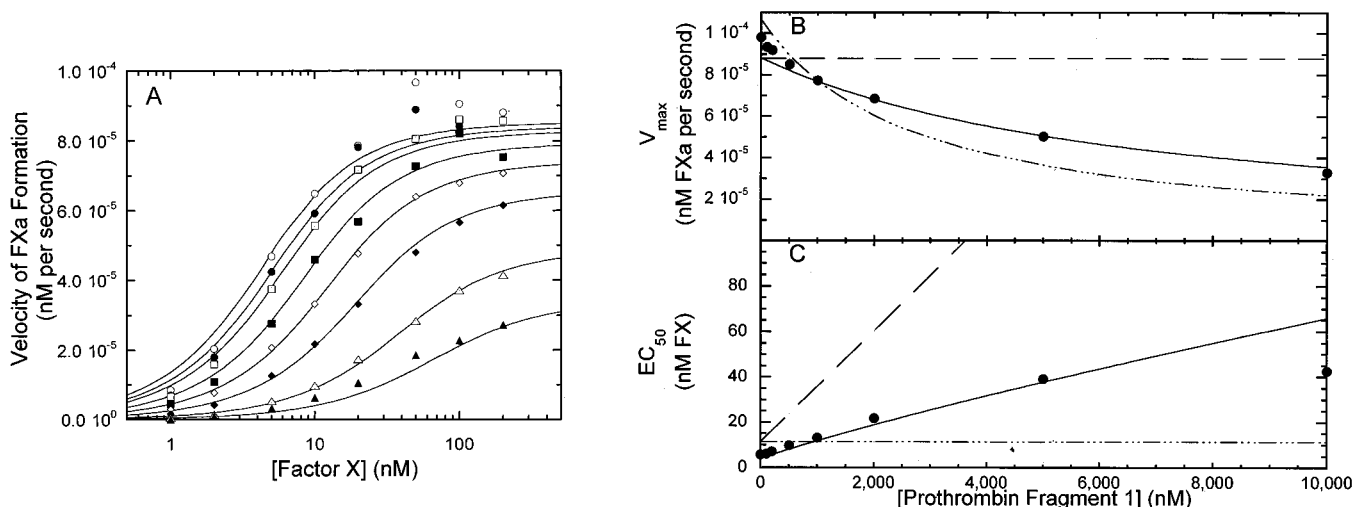 A
Velocity of FXa Formation
(nM per second)
1.0 10⁻⁴
8.0 10⁻⁵
6.0 10⁻⁵
4.0 10⁻⁵
2.0 10⁻⁵
0.0 10⁰
1
10
100
[Factor X] (nM)
B
V max
(nM FXa per second)
1 10⁻⁴
8 10⁻⁵
6 10⁻⁵
4 10⁻⁵
2 10⁻⁵
C
EC 50
(nM FX)
80
60
40
20
0
0
2,000
4,000
6,000
8,000
10,000
[Prothrombin Fragment 1] (nM)